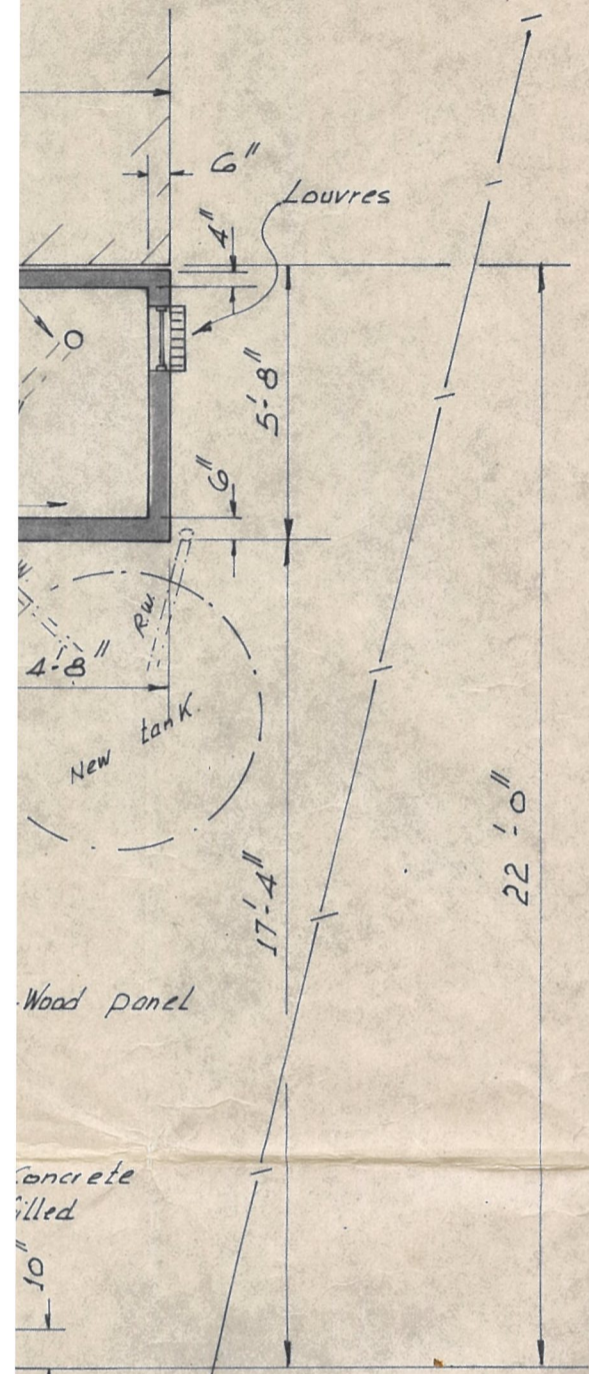 6"
Louvres
4"
5'-8"
6"
R.W.
4-8"
New tank.
22'-0"
17'-4"
Wood panel
Concrete
filled
10"